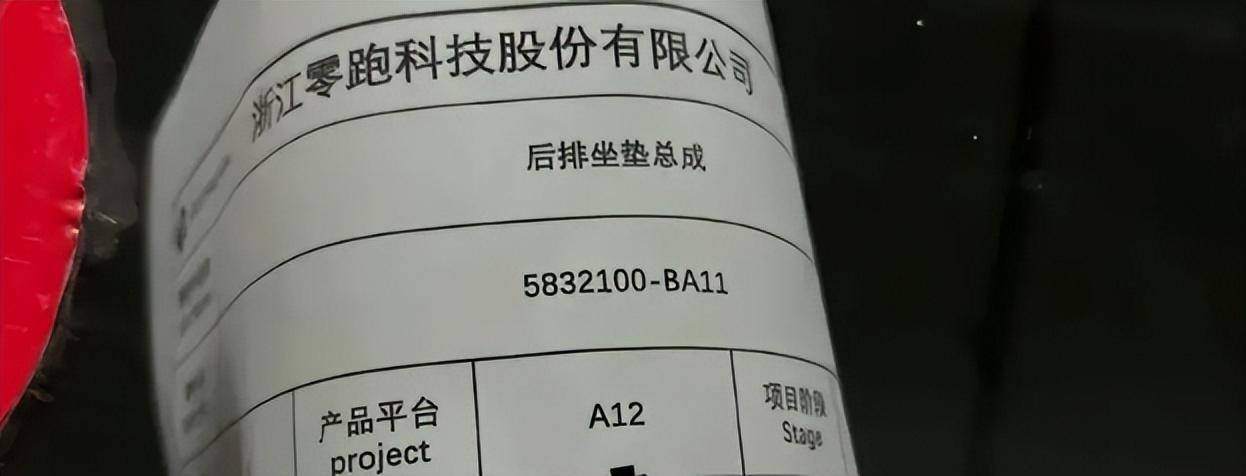 浙江零跑科技股份有限公司
后排坐垫总成
5832100-BA11
产品平台 A12 项目阶段
project Stage